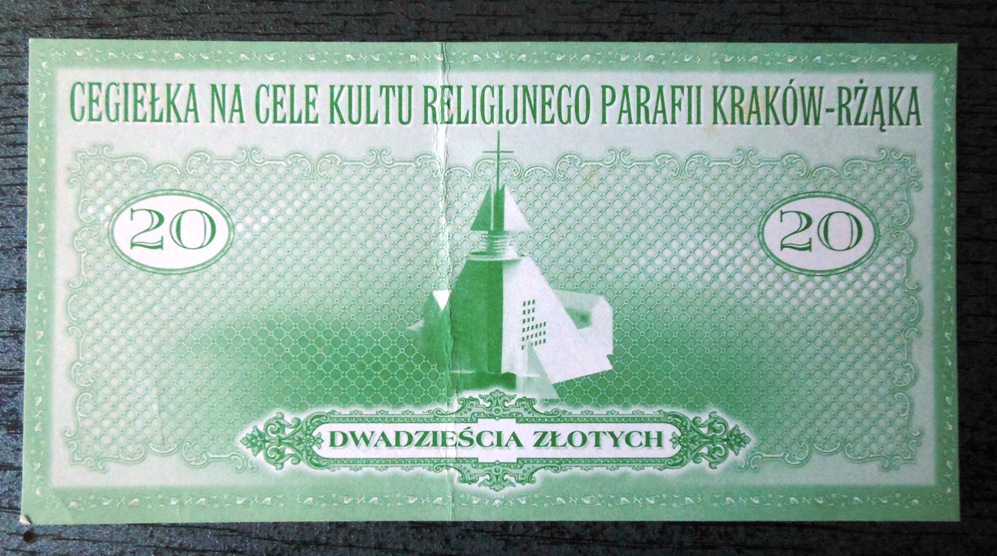 CEGIEŁKA NA CELE KULTU RELIGIJNEGO PARAFII KRAKÓW-RŻĄKA
20 20
DWADZIEŚCIA ZŁOTYCH